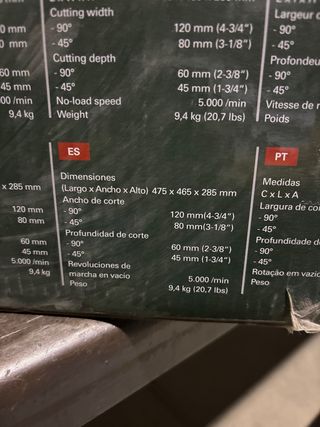 Cutting width
- 90° 120 mm (4-3/4")
- 45° 80 mm (3-1/8")
Cutting depth
- 90° 60 mm (2-3/8")
- 45° 45 mm (1-3/4")
No-load speed 5.000 /min
Weight 9,4 kg (20,7 lbs)
mm
0 mm
60 mm
45 mm
00 /min
9,4 kg
Largeur
- 90°
- 45°
Profondeu
- 90°
- 45°
Vitesse de r
Poids
x 285 mm
120 mm
80 mm
60 mm
45 mm
5.000 /min
9,4 kg
ES
Dimensiones
(Largo x Ancho x Alto) 475 x 465 x 285 mm
Ancho de corte
- 90° 120 mm(4-3/4")
- 45° 80 mm(3-1/8")
Profundidad de corte
- 90° 60 mm (2-3/8")
- 45° 45 mm (1-3/4")
Revoluciones de
marcha en vacio 5.000 /min
Peso 9,4 kg (20,7 lbs)
PT
Medidas
C x L x A
Largura de co
- 90°
- 45°
Profundidade d
- 90°
- 45°
Rotação em vazio
Peso